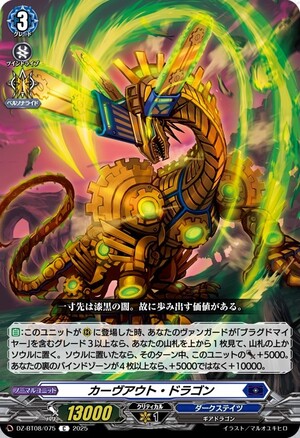 3
グレード
ツインドライブ
ペルソナライド
一寸先は漆黒の闇。故に歩み出す価値がある。
:このユニットが に登場した時、あなたのヴァンガードが「ブラグドマイヤー」を含むグレード3以上なら、あなたの山札を上から1枚見て、山札の上かソウルに置く。そのソウルに置いたなら、そのターン中、このユニットの +5000。あなたの裏のバインドゾーンが4枚以上なら、+5000ではなく+10000。
ノーマルユニット
カーヴアウト・ドラゴン
パワー
13000
クリティカル
1
ダークステイツ
ギアドラゴン
DZ-BT08/075 C 2025
イラスト/マルオユキヒロ